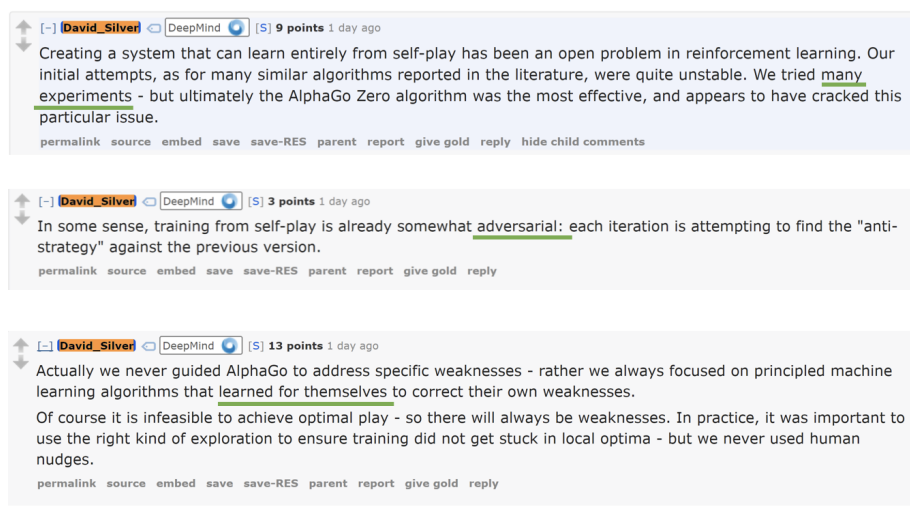 [–] David_Silver DeepMind [S] 9 points 1 day ago
Creating a system that can learn entirely from self-play has been an open problem in reinforcement learning. Our
initial attempts, as for many similar algorithms reported in the literature, were quite unstable. We tried many
experiments - but ultimately the AlphaGo Zero algorithm was the most effective, and appears to have cracked this
particular issue.
permalink source embed save save-RES parent report give gold reply hide child comments
[–] David_Silver DeepMind [S] 3 points 1 day ago
In some sense, training from self-play is already somewhat adversarial: each iteration is attempting to find the "anti-
strategy" against the previous version.
permalink source embed save save-RES parent report give gold reply
[–] David_Silver DeepMind [S] 13 points 1 day ago
Actually we never guided AlphaGo to address specific weaknesses - rather we always focused on principled machine
learning algorithms that learned for themselves to correct their own weaknesses.
Of course it is infeasible to achieve optimal play - so there will always be weaknesses. In practice, it was important to
use the right kind of exploration to ensure training did not get stuck in local optima - but we never used human
nudges.
permalink source embed save save-RES parent report give gold reply